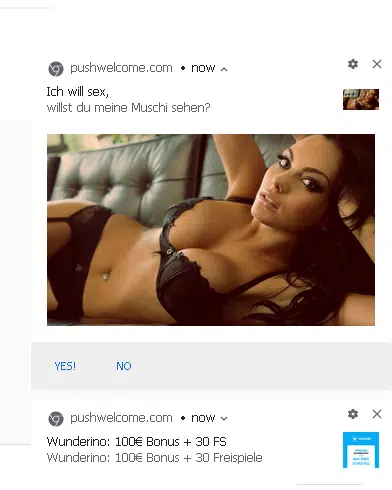 pushwelcome.com • now
Ich will sex,
willst du meine Muschi sehen?
YES!
NO
pushwelcome.com • now
Wunderino: 100€ Bonus + 30 FS
Wunderino: 100€ Bonus + 30 Freispiele